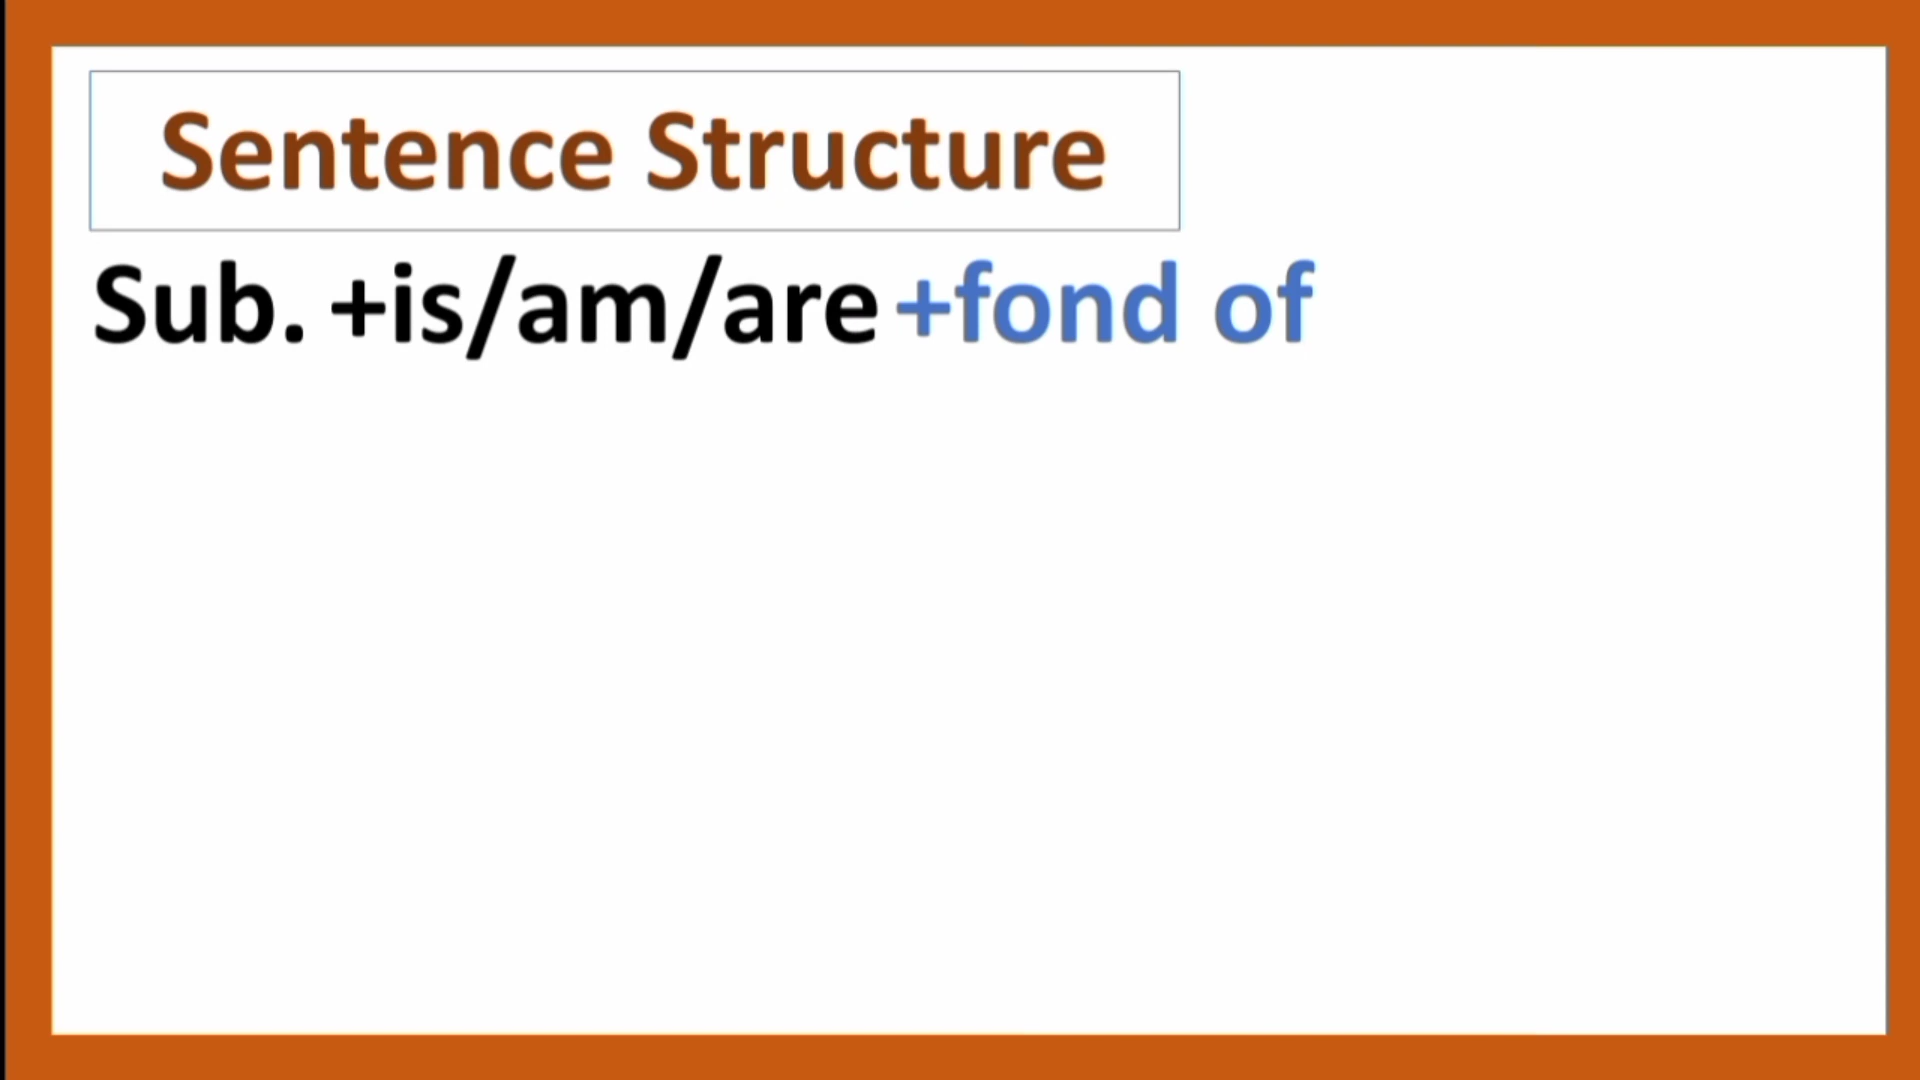 Sentence Structure
Sub. +is/am/are +fond of